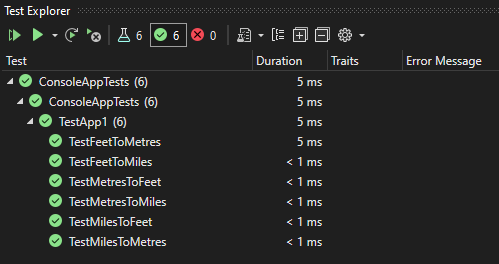 Test Explorer
6 6 0
Test Duration Traits Error Message
ConsoleAppTests (6) 5 ms
ConsoleAppTests (6) 5 ms
TestApp1 (6) 5 ms
TestFeetToMetres 5 ms
TestFeetToMiles < 1 ms
TestMetresToFeet < 1 ms
TestMetresToMiles < 1 ms
TestMilesToFeet < 1 ms
TestMilesToMetres < 1 ms